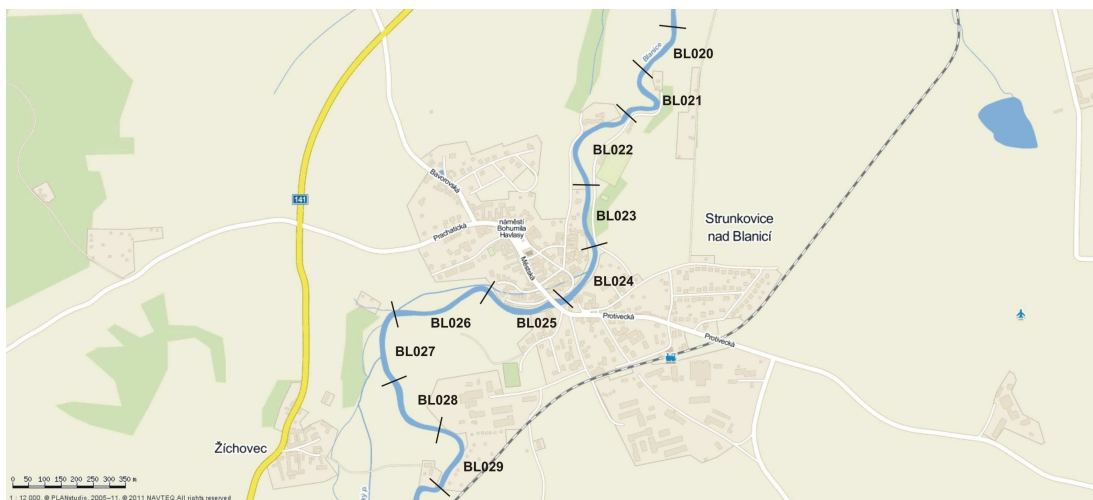 BL020
Blanice
BL021
BL022
Bavorovská
141
BL023
Strunkovice
nad Blanicí
náměstí
Bohumila
Havlasy
Prachatická
Městská
BL024
BL025
BL026
Protivecká
Protivecká
BL027
BL028
Žíchovec
BL029
0 50 100 150 200 250 300 350 m
1 : 12 000, © PLANstudio, 2005–11, © 2011 NAVTEQ All rights reserved